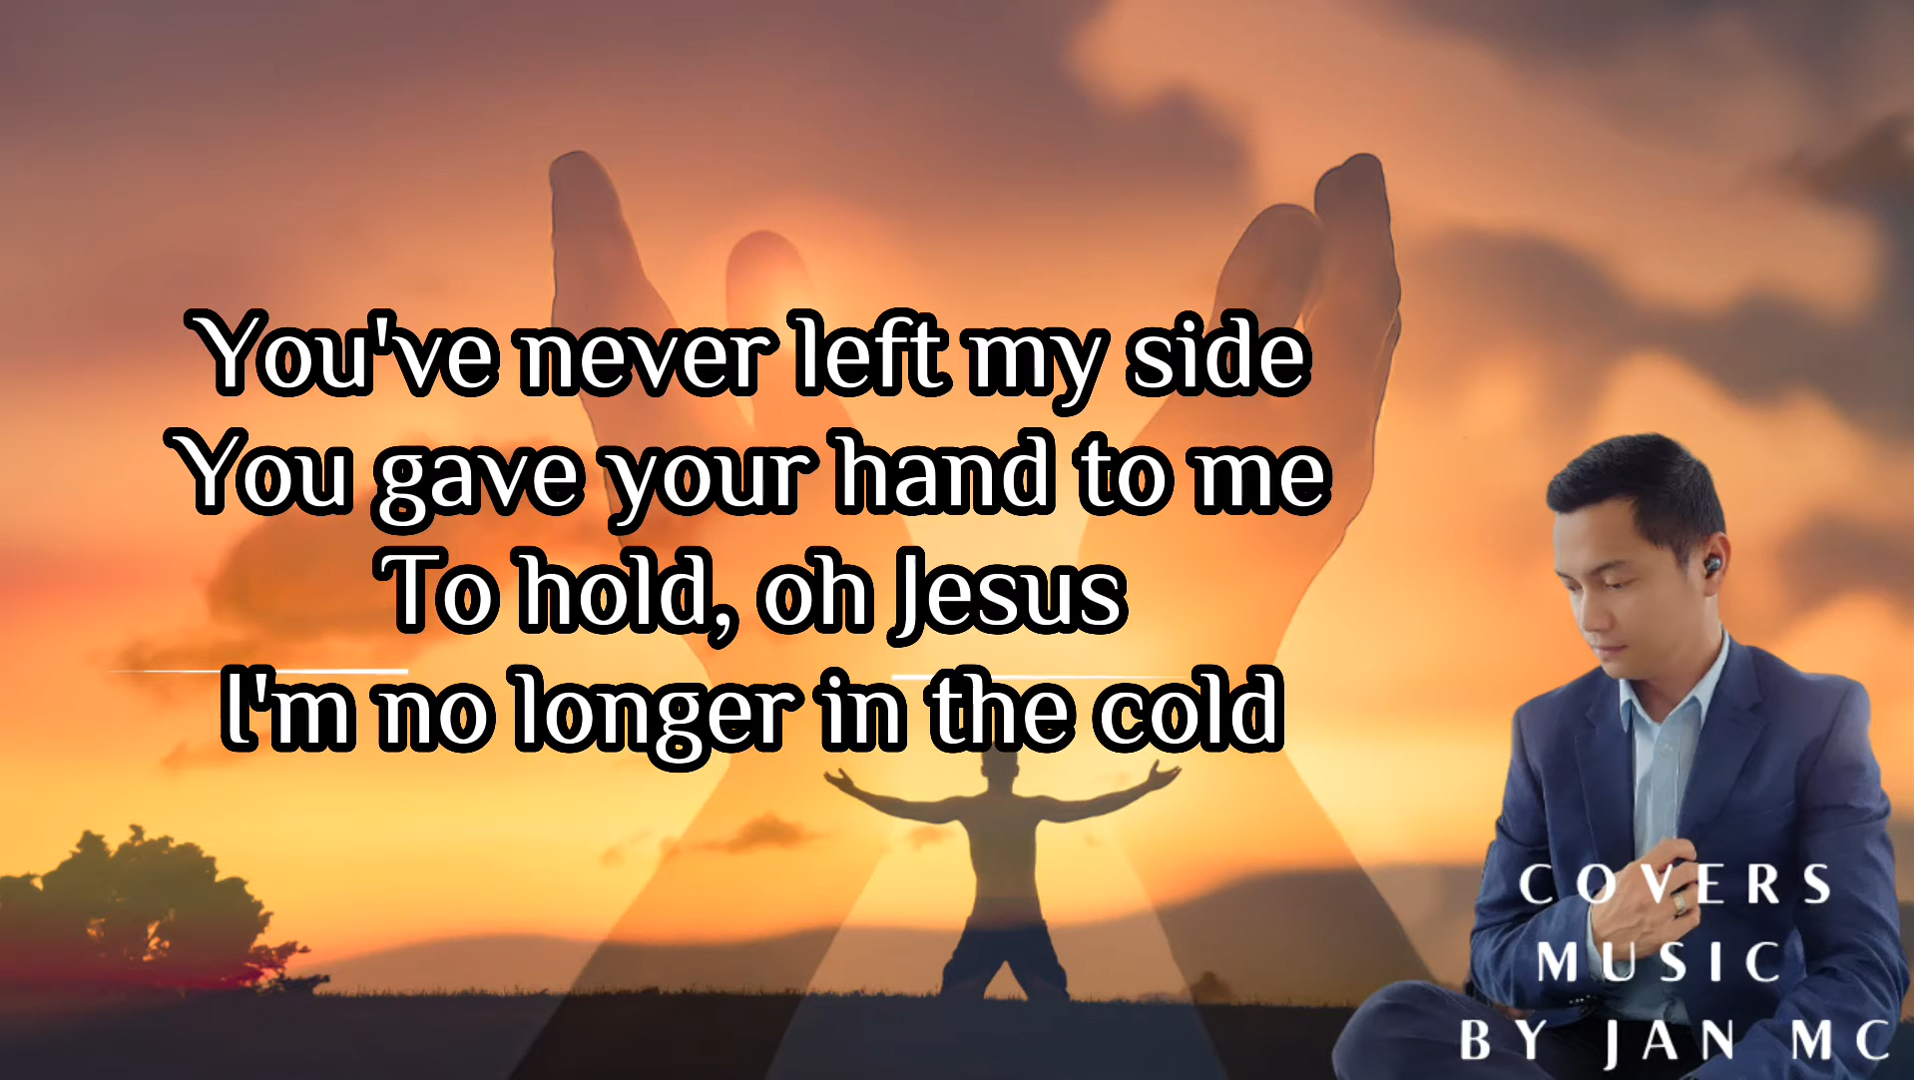 You've never left my side
You gave your hand to me
To hold, oh Jesus
I'm no longer in the cold
COVERS
MUSIC
BY JAN MC